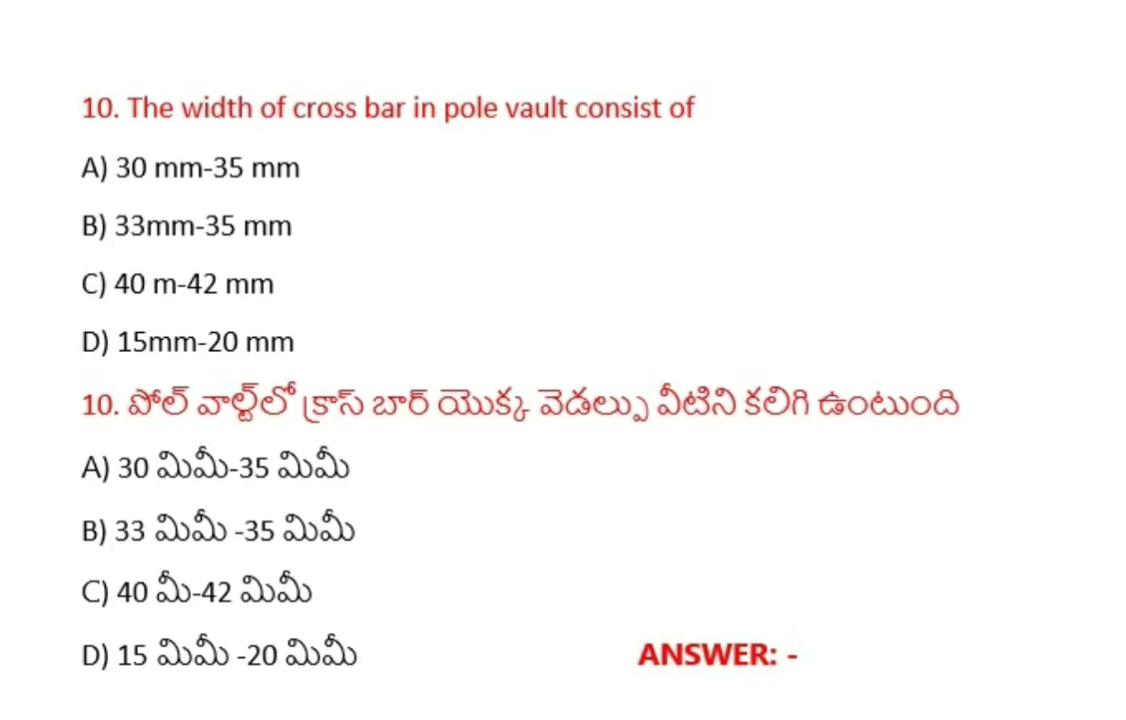 10. The width of cross bar in pole vault consist of
A) 30 mm-35 mm
B) 33mm-35 mm
C) 40 m-42 mm
D) 15mm-20 mm
10. పోల్ వాల్ట్‌లో క్రాస్ బార్ యొక్క వెడల్పు వీటిని కలిగి ఉంటుంది
A) 30 మిమీ-35 మిమీ
B) 33 మిమీ -35 మిమీ
C) 40 మీ-42 మిమీ
D) 15 మిమీ -20 మిమీ ANSWER: -